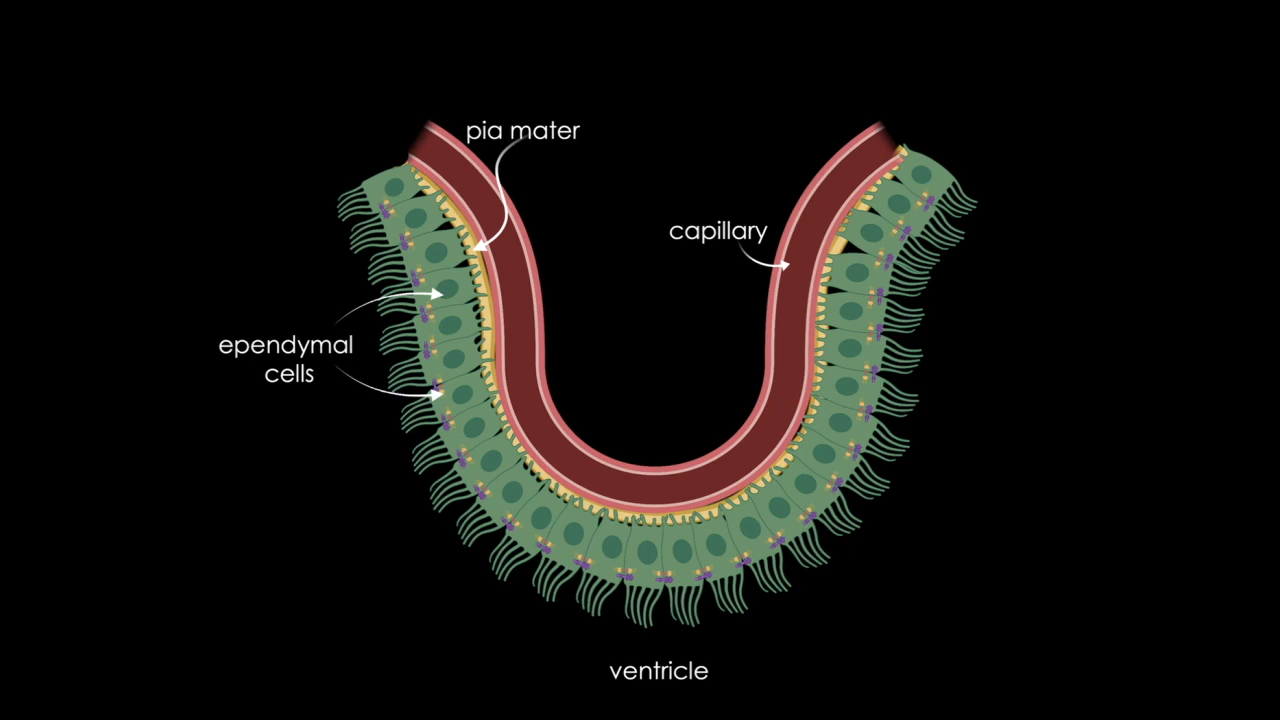 pia mater
capillary
ependymal
cells
ventricle